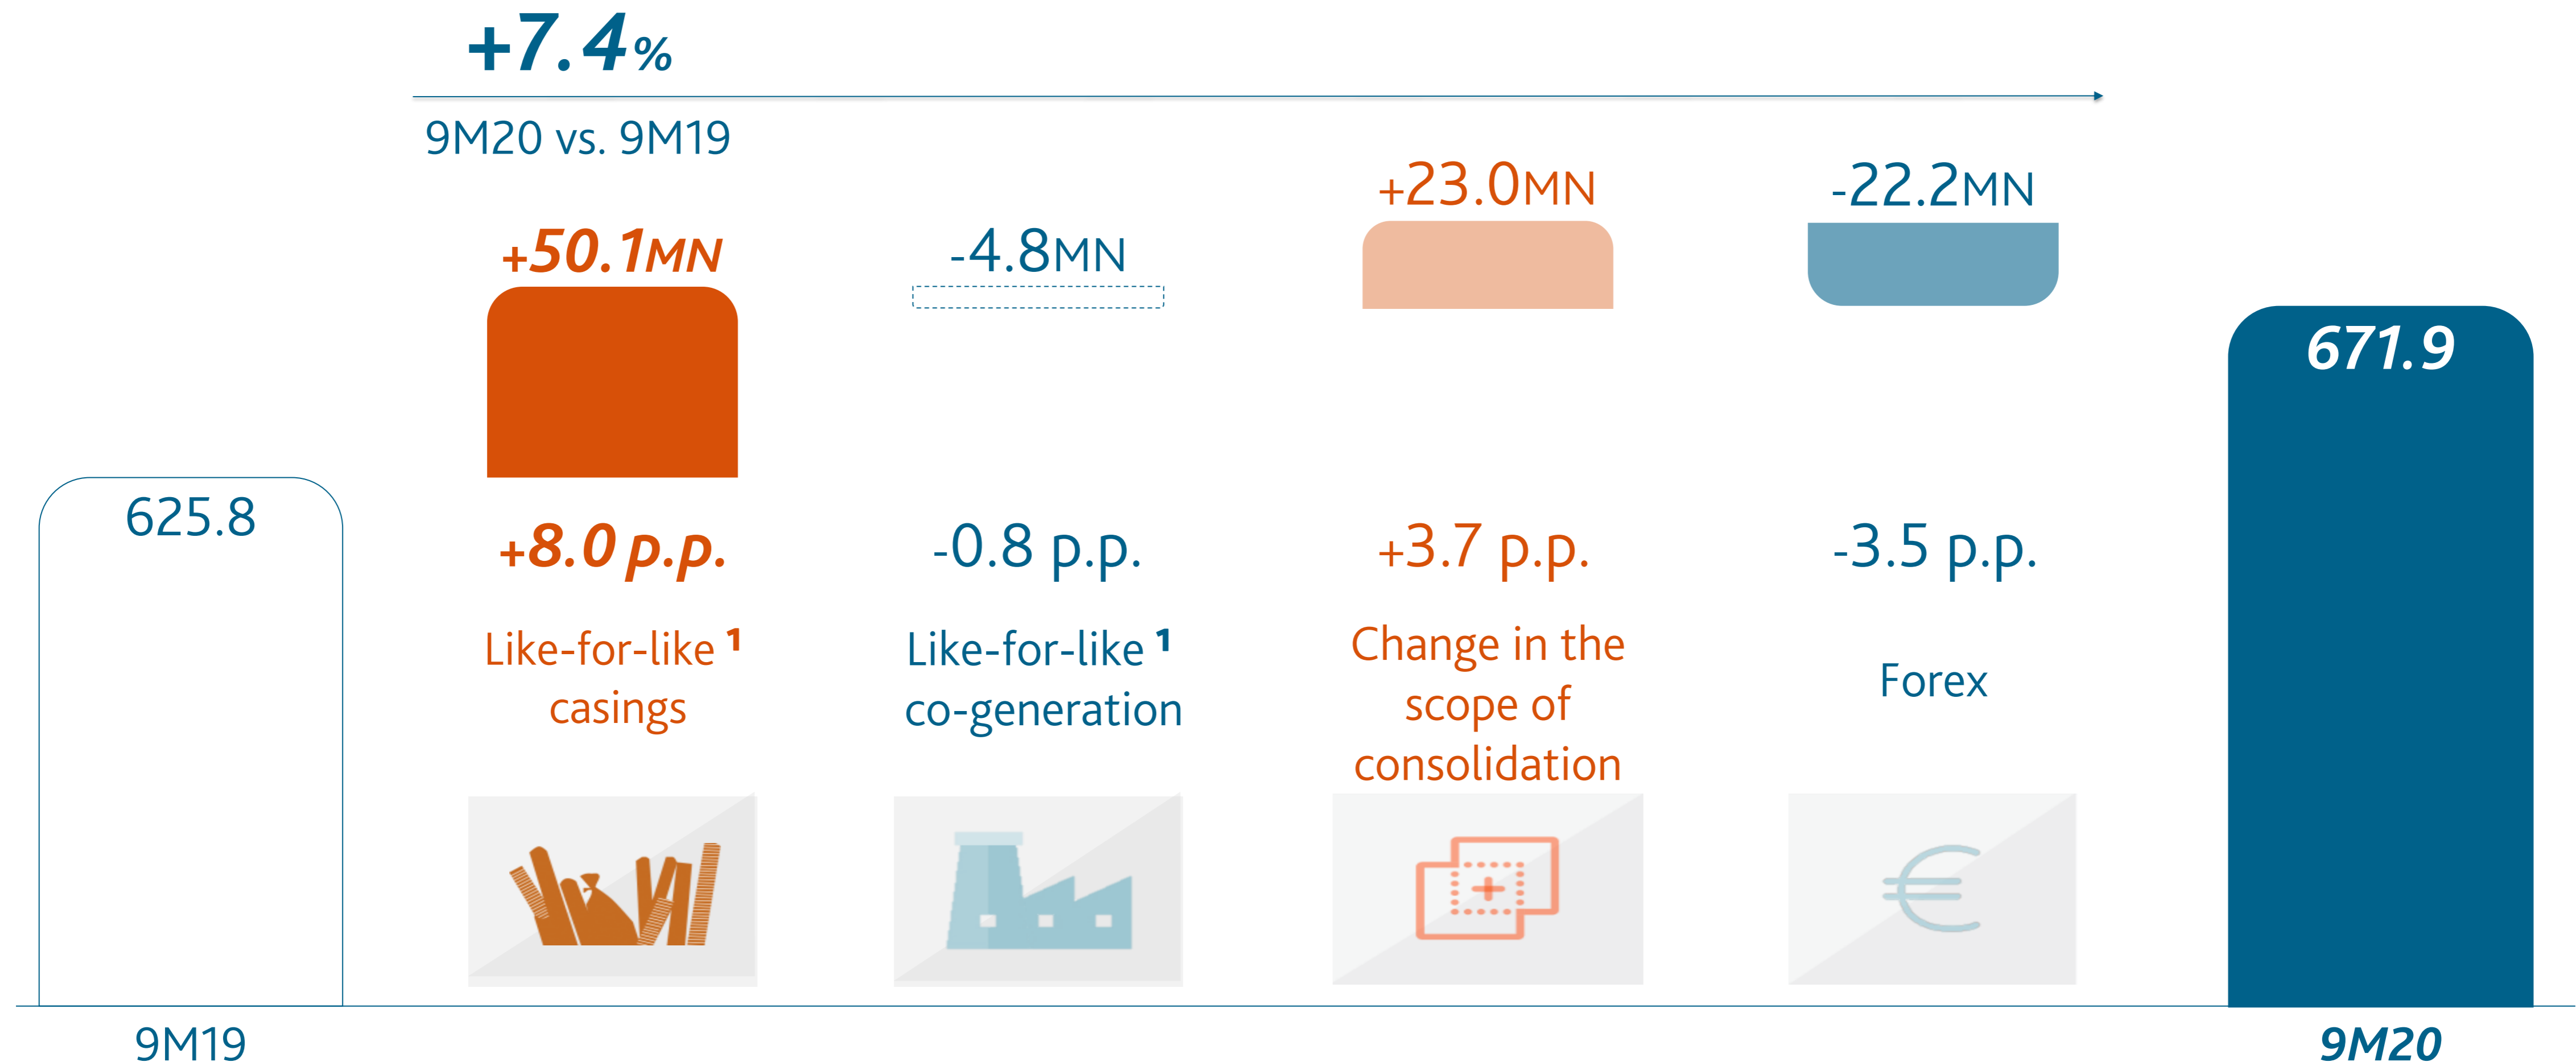 +7.4%
9M20 vs. 9M19
+50.1MN
-4.8MN
+23.0MN
-22.2MN
625.8
671.9
+8.0 p.p.
-0.8 p.p.
+3.7 p.p.
-3.5 p.p.
Like-for-like 1
casings
Like-for-like 1
co-generation
Change in the
scope of
consolidation
Forex
€
9M19
9M20